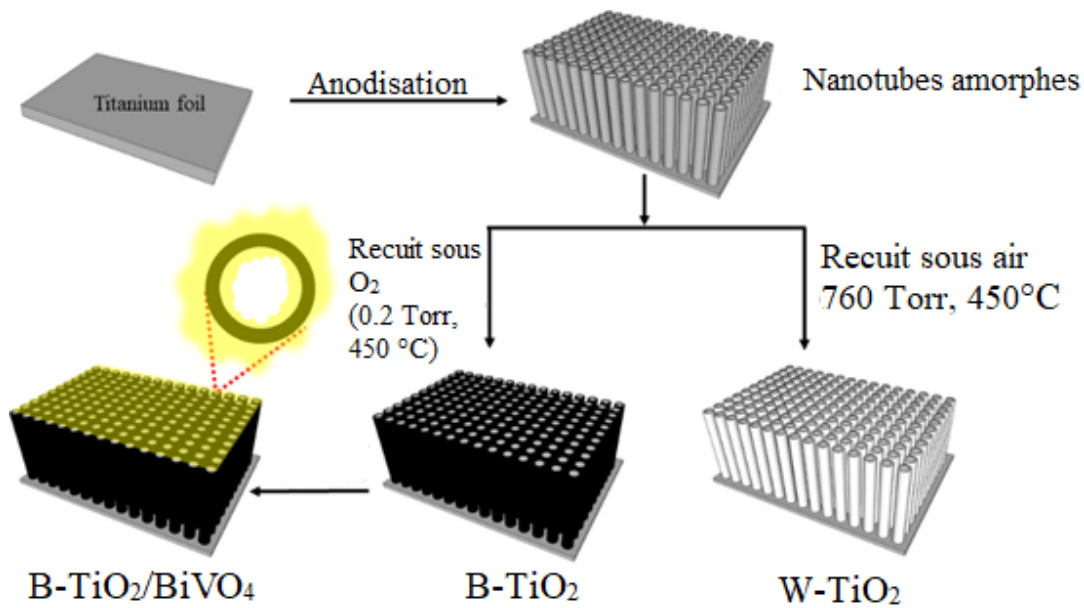 Titanium foil
Anodisation
Nanotubes amorphes
Recuit sous
O₂
(0.2 Torr,
450 °C)
Recuit sous air
760 Torr, 450°C
B-TiO₂/BiVO₄
B-TiO₂
W-TiO₂